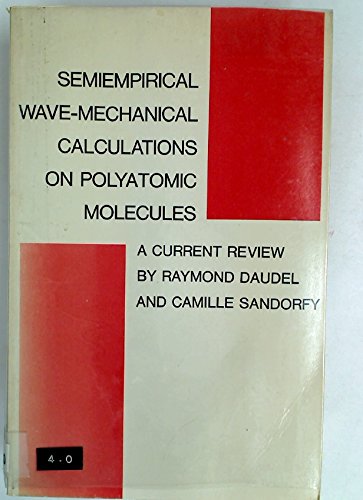 SEMIEMPIRICAL
WAVE-MECHANICAL
CALCULATIONS
ON POLYATOMIC
MOLECULES
A CURRENT REVIEW
BY RAYMOND DAUDEL
AND CAMILLE SANDORFY
4.0